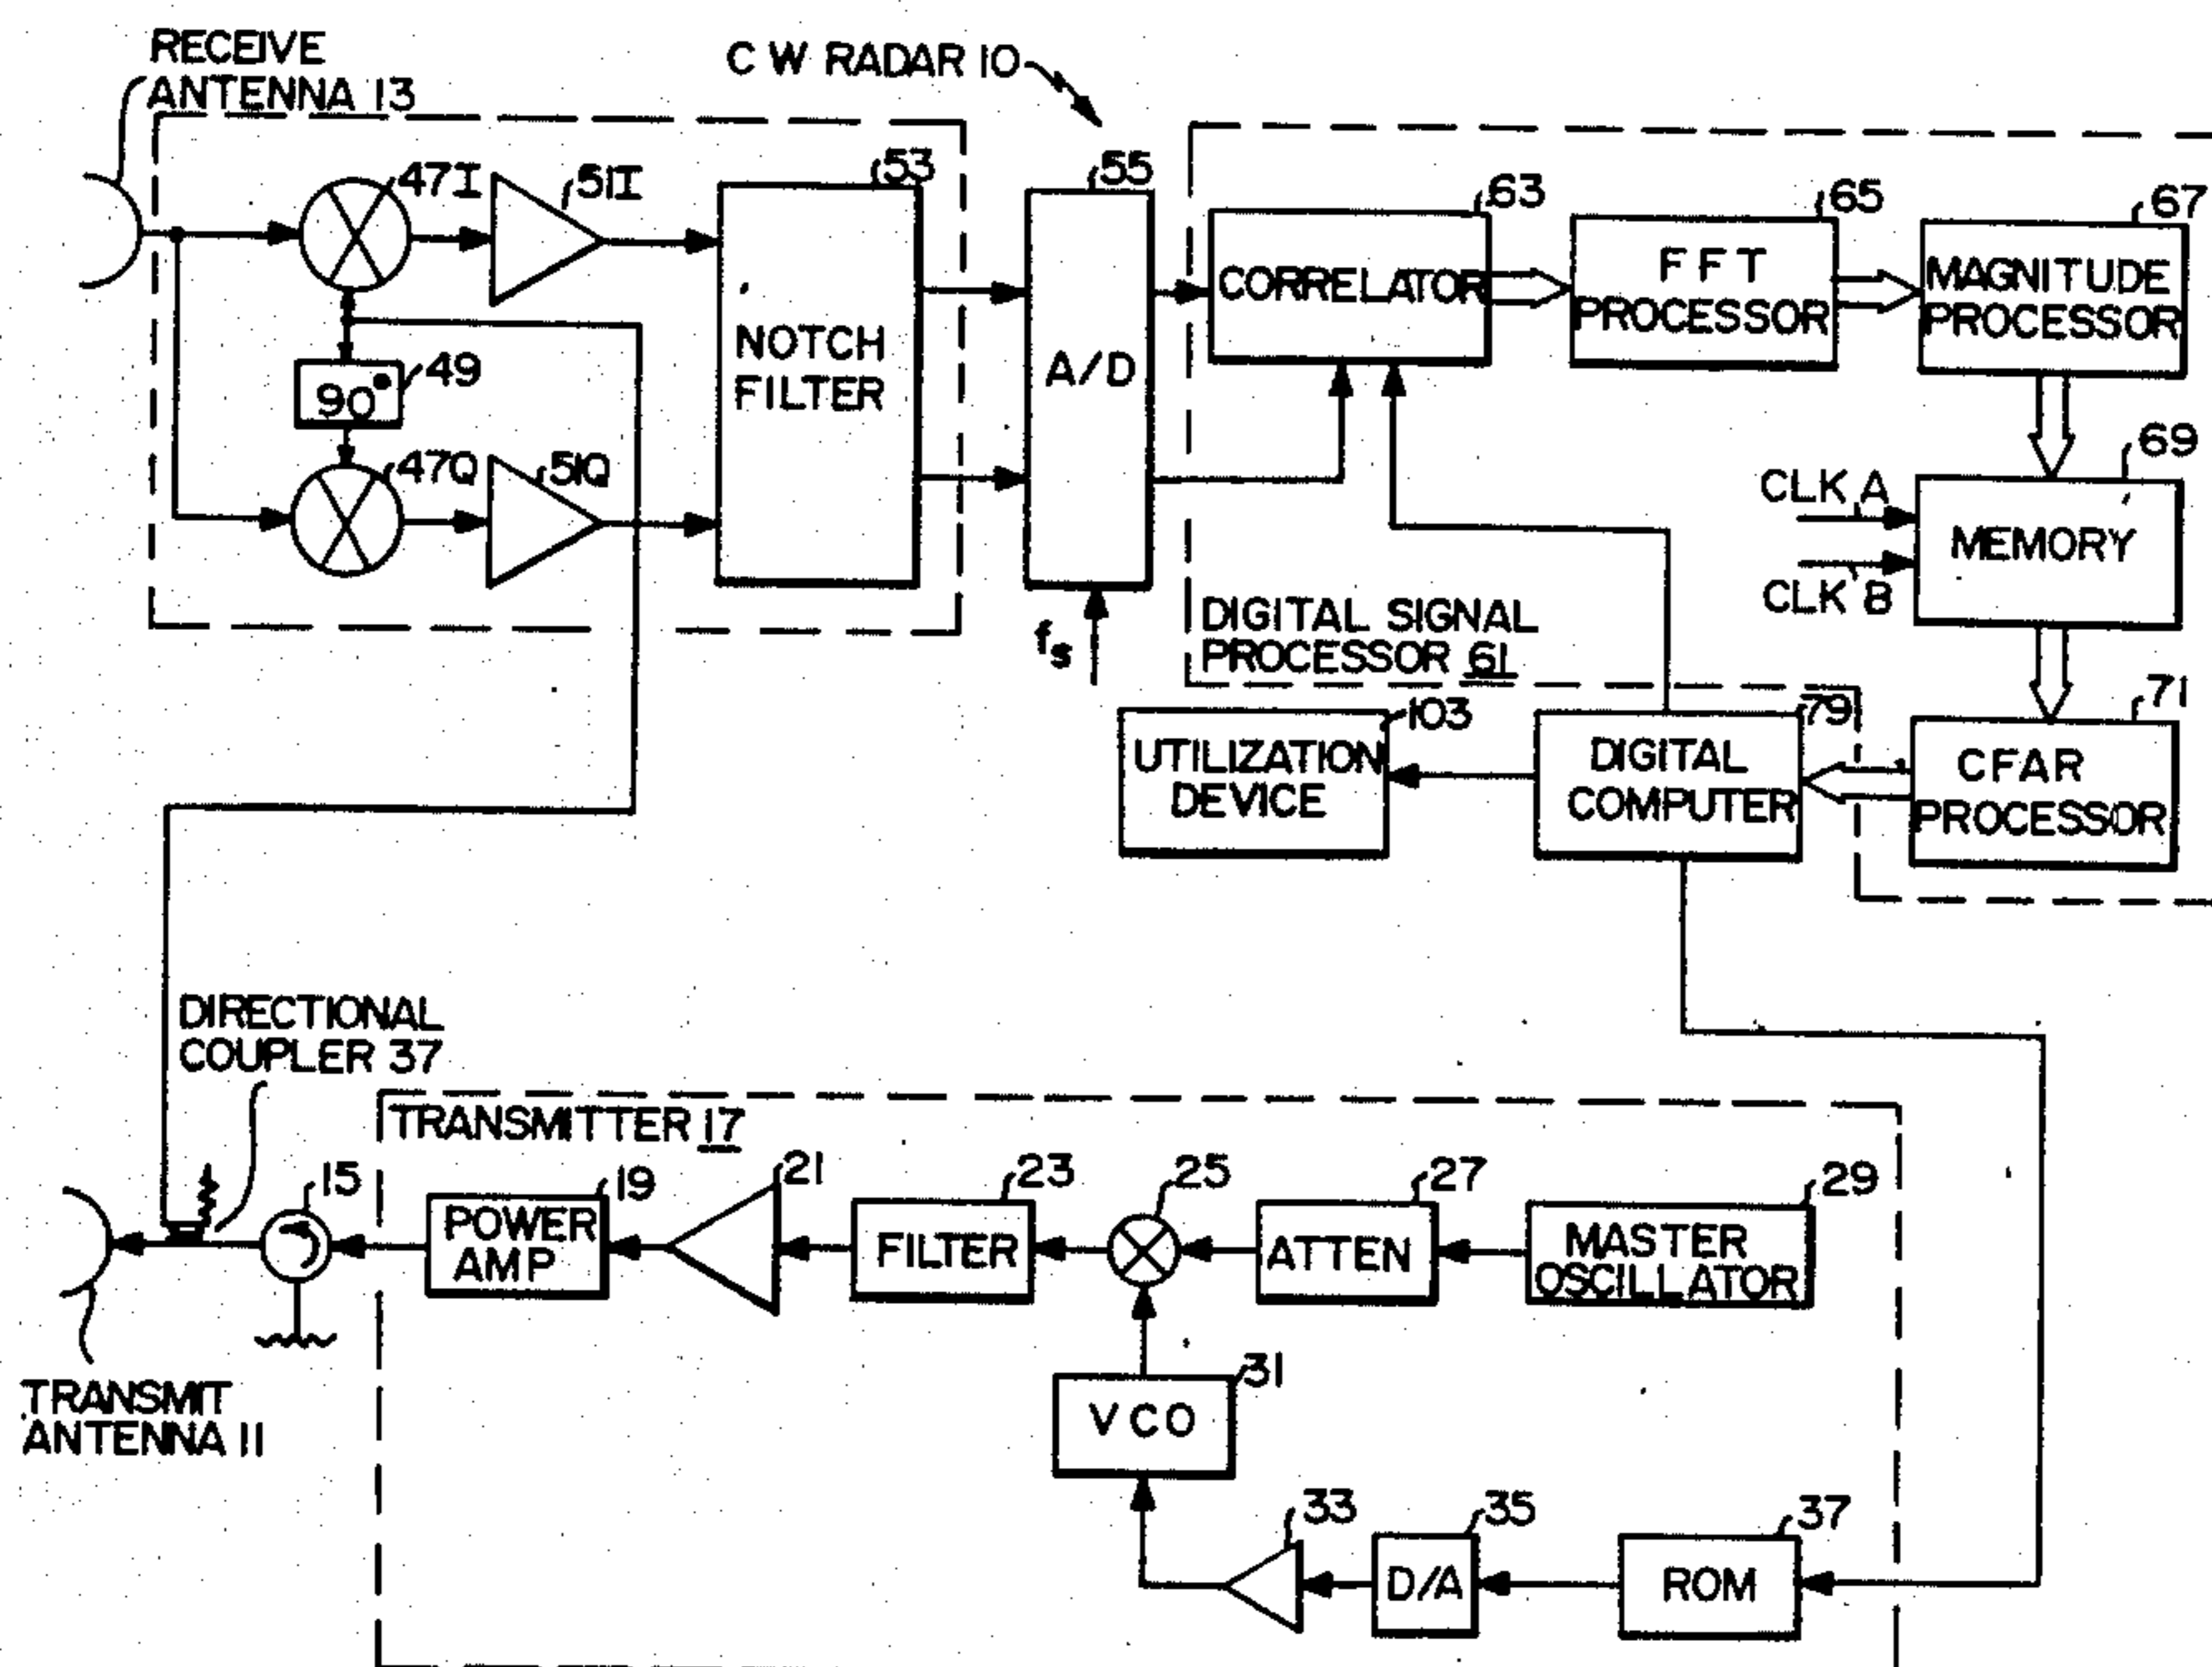 RECEIVE
ANTENNA 13
C W RADAR 10
47I
51I
53
55
63
65
67
CORRELATOR
F F T
PROCESSOR
MAGNITUDE
PROCESSOR
NOTCH
FILTER
A/D
90°
49
47Q
51Q
69
CLK A
MEMORY
CLK B
fs
DIGITAL SIGNAL
PROCESSOR 61
103
79
71
UTILIZATION
DEVICE
DIGITAL
COMPUTER
CFAR
PROCESSOR
DIRECTIONAL
COUPLER 37
TRANSMITTER 17
15
19
21
23
25
27
29
POWER
AMP
FILTER
ATTEN
MASTER
OSCILLATOR
31
VCO
TRANSMIT
ANTENNA 11
33
35
37
D/A
ROM